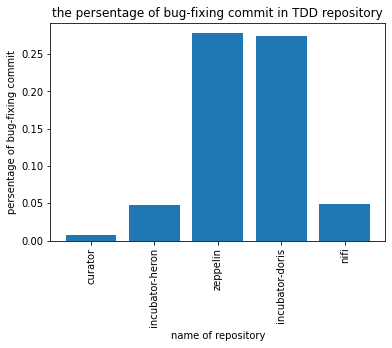 the persentage of bug-fixing commit in TDD repository
persentage of bug-fixing commit
0.25
0.20
0.15
0.10
0.05
0.00
curator
incubator-heron
zeppelin
incubator-doris
nifi
name of repository